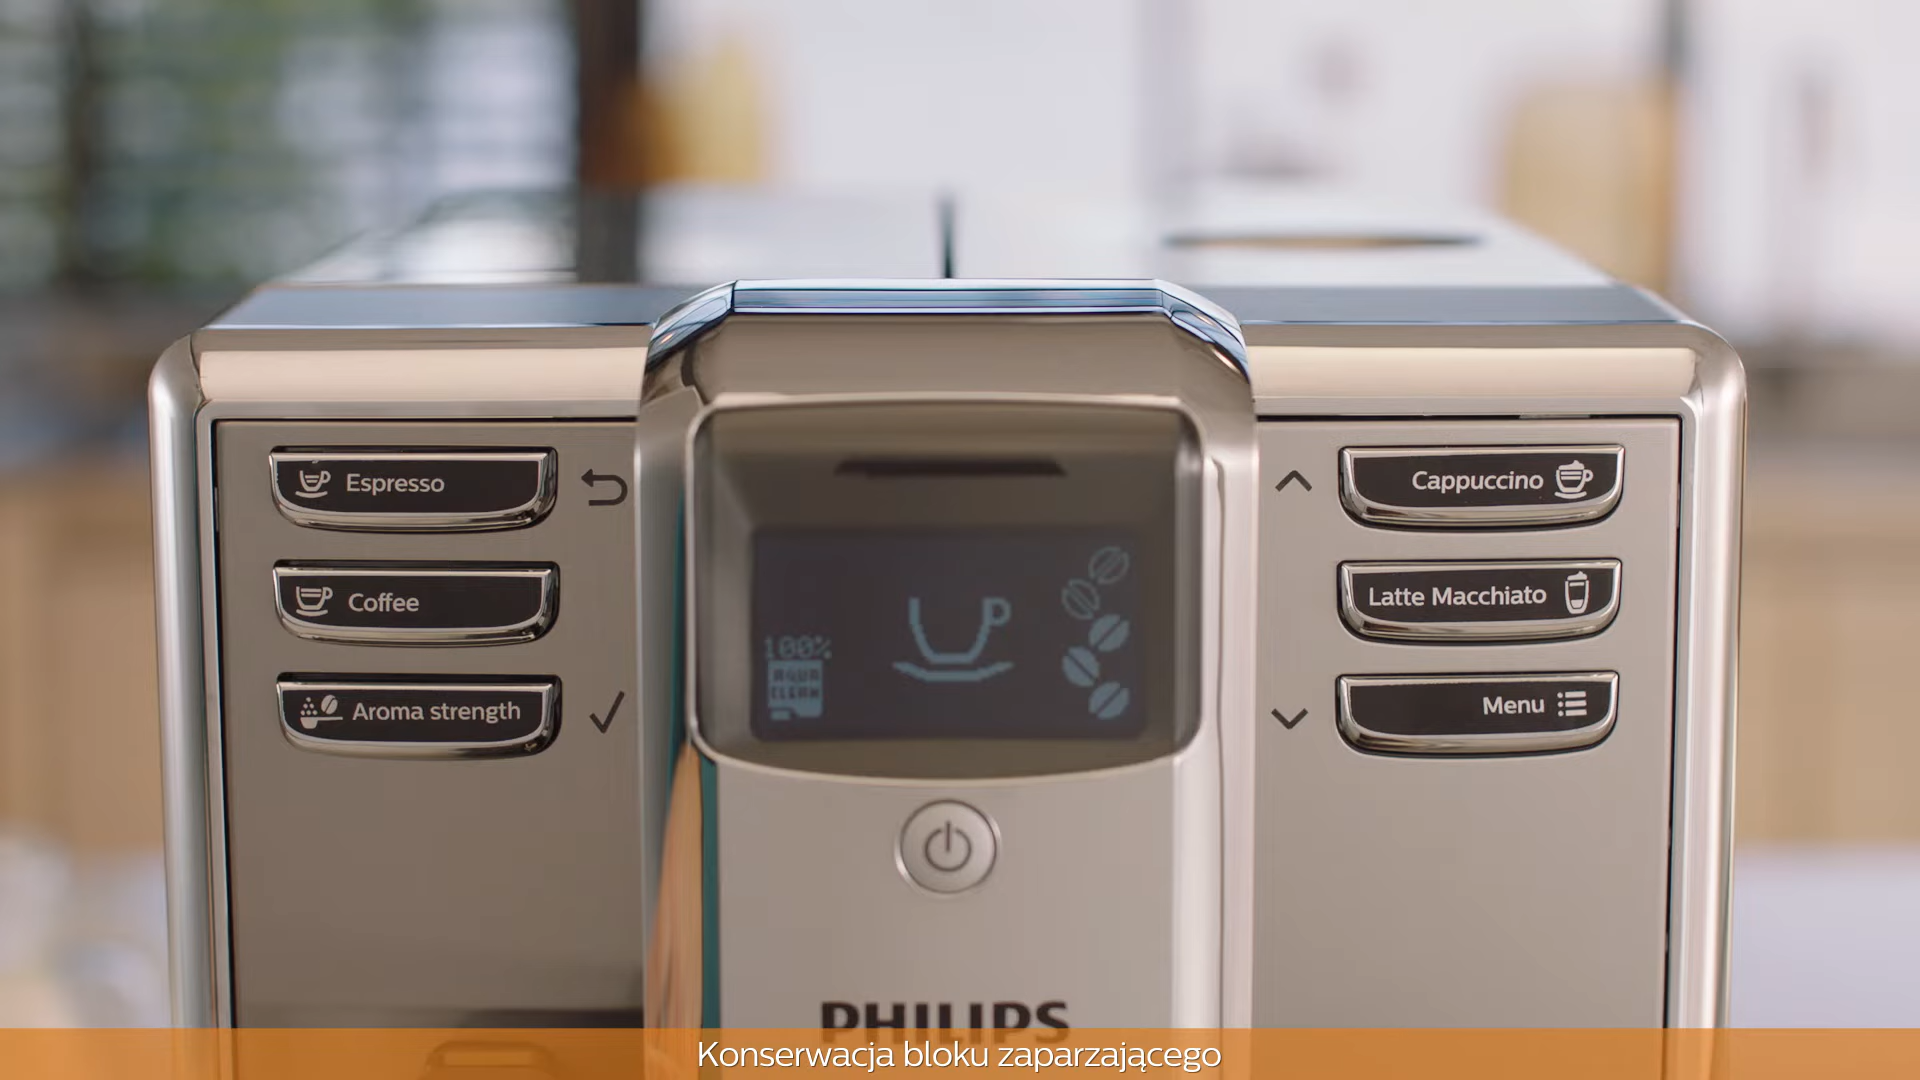 Espresso
Cappuccino
Coffee
Latte Macchiato
100%
AQUA
CLEAN
Aroma strength
Menu
PHILIPS
Konserwacja bloku zaparzającego